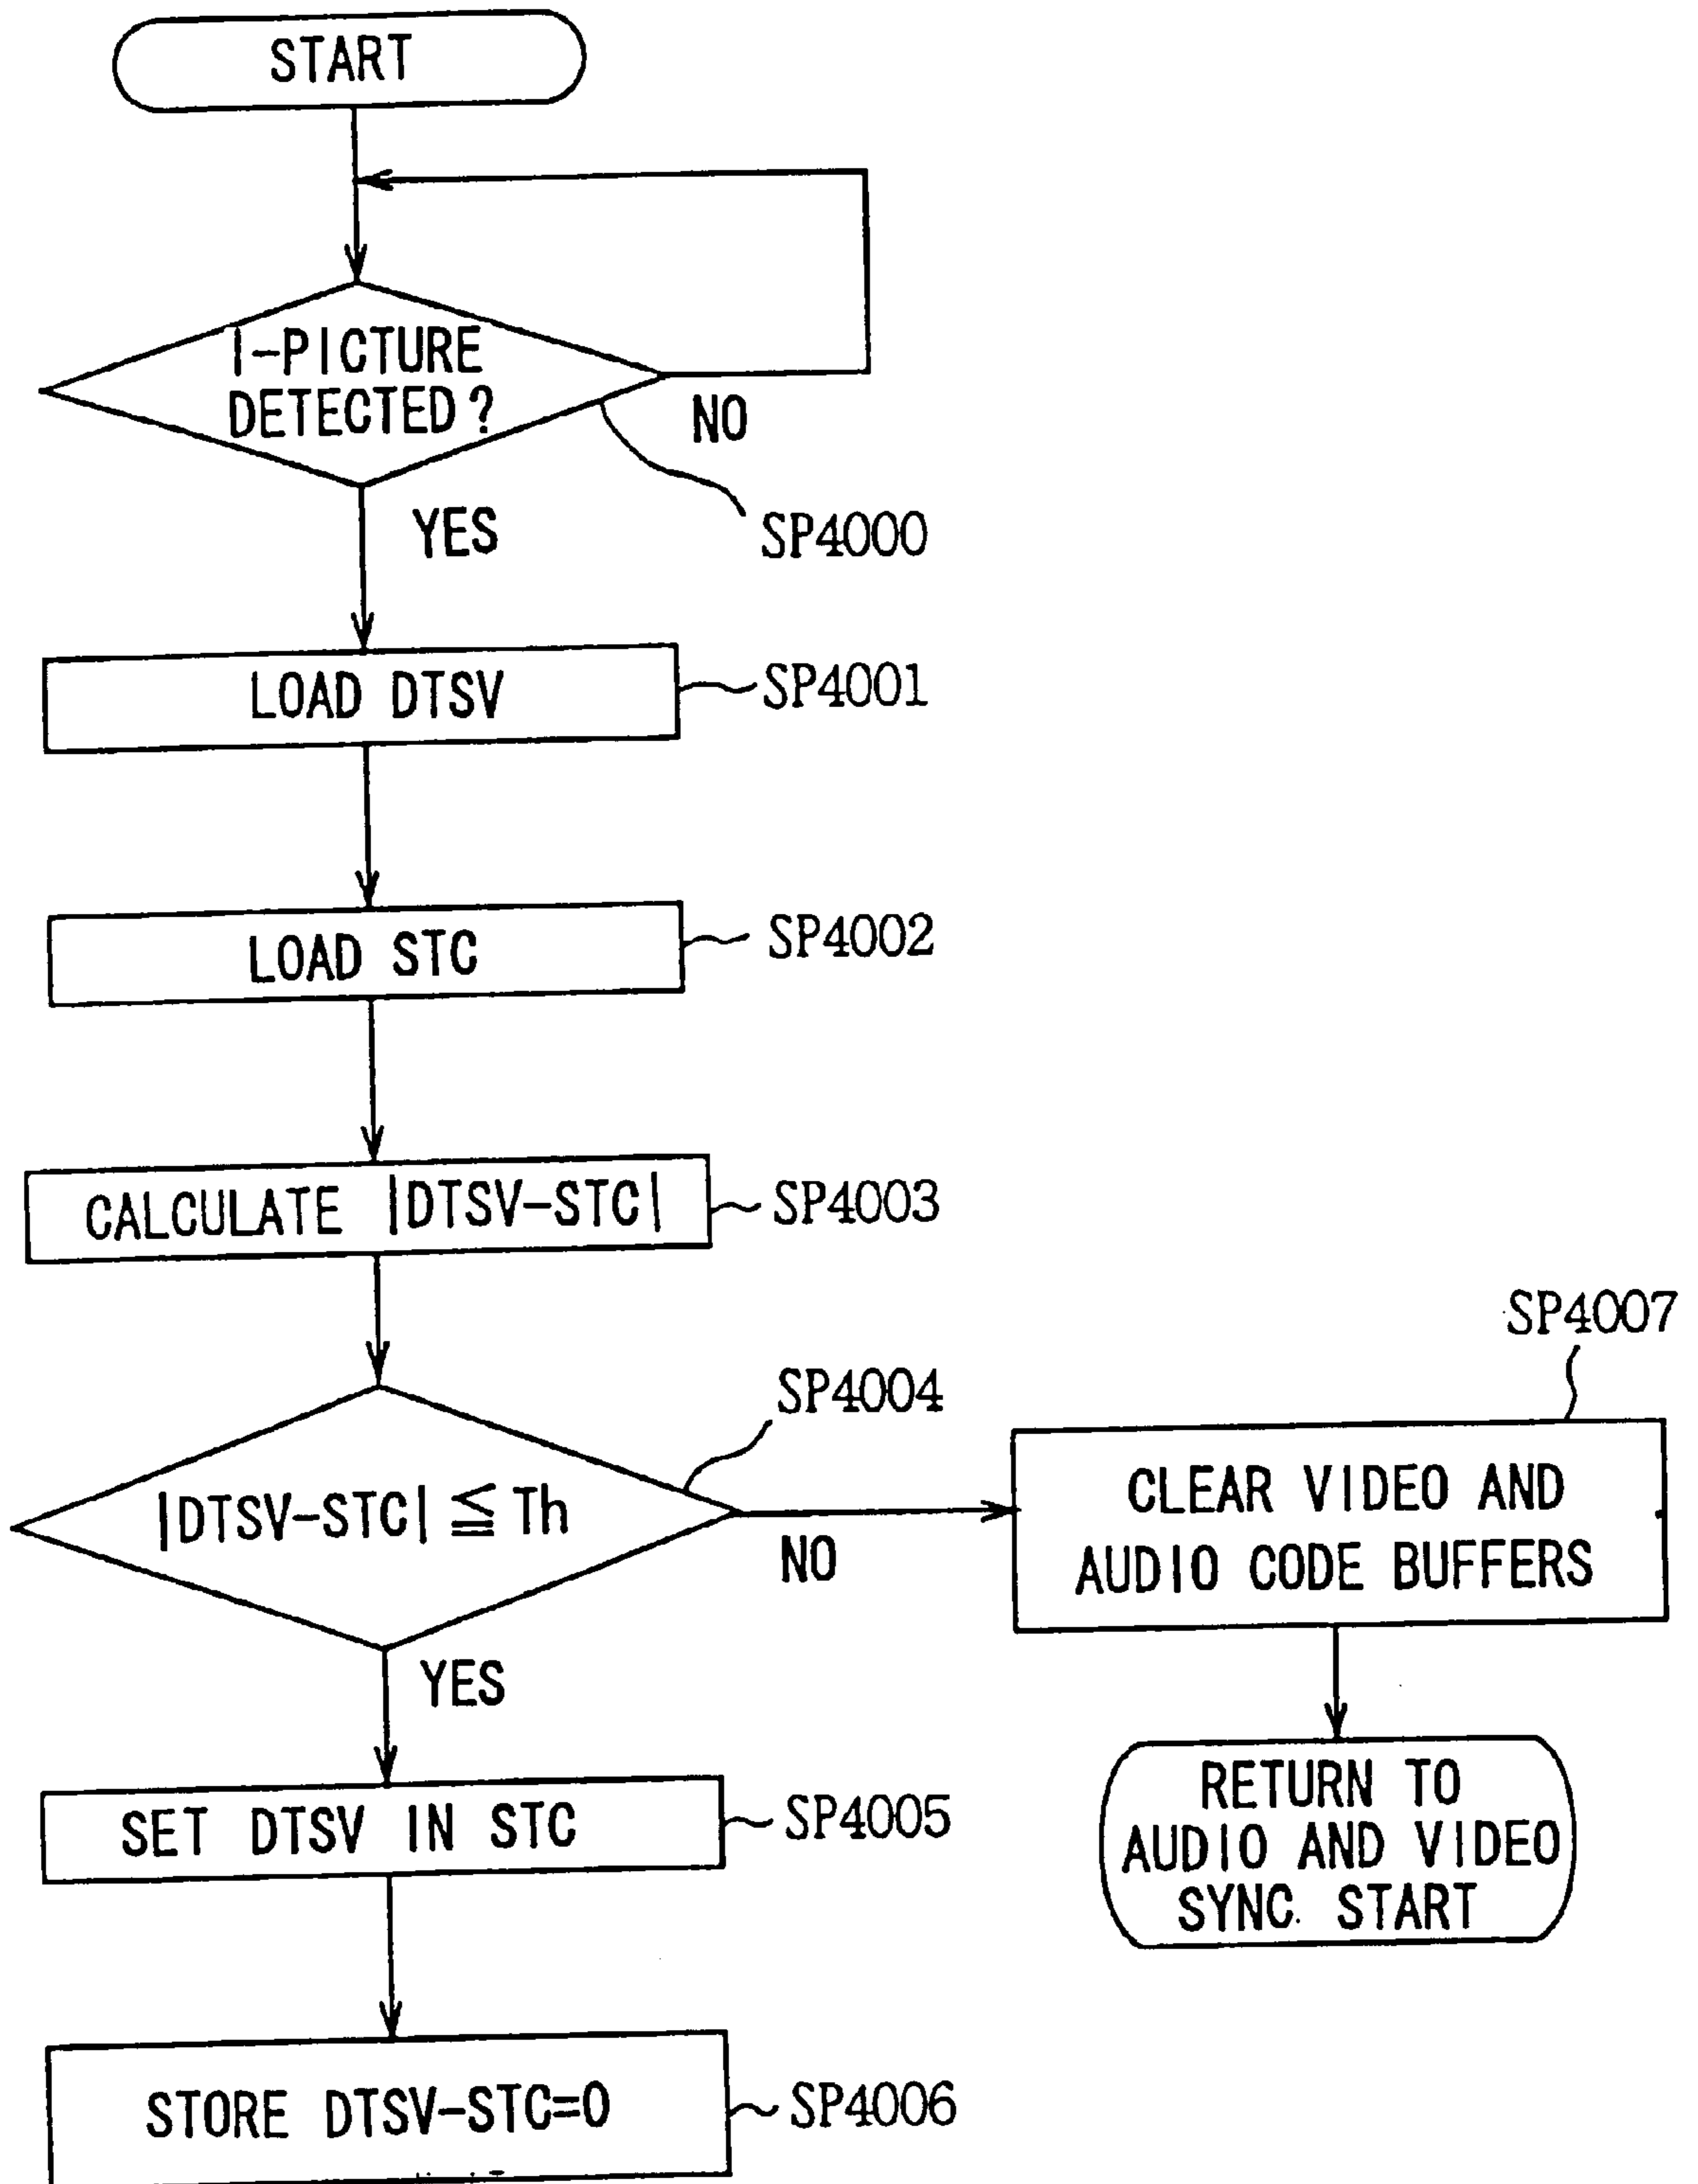 START
I-PICTURE
DETECTED?
NO
YES
SP4000
LOAD DTSV
SP4001
LOAD STC
SP4002
CALCULATE |DTSV-STC|
SP4003
SP4007
SP4004
|DTSV-STC| ≦ Th
NO
CLEAR VIDEO AND
AUDIO CODE BUFFERS
YES
RETURN TO
AUDIO AND VIDEO
SYNC. START
SET DTSV IN STC
SP4005
STORE DTSV-STC=0
SP4006